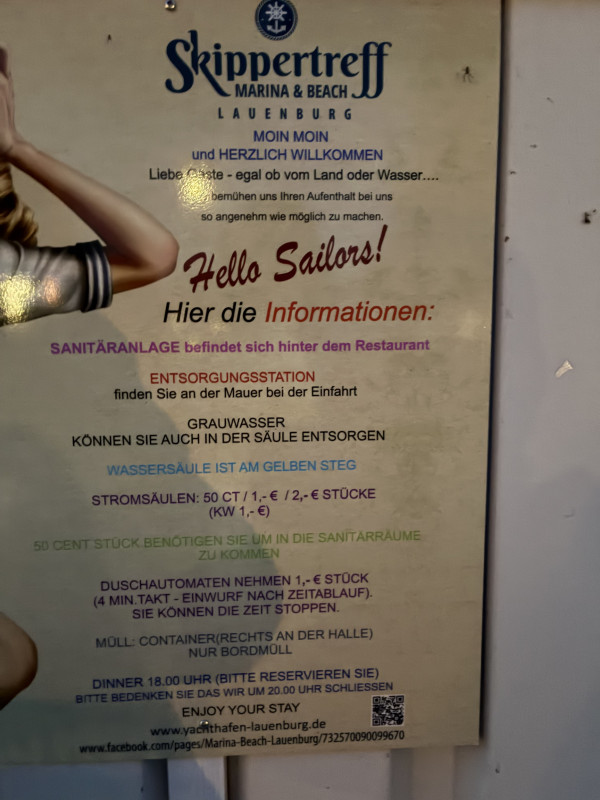 Skippertreff
MARINA & BEACH
LAUENBURG
MOIN MOIN
und HERZLICH WILLKOMMEN
Liebe Gäste - egal ob vom Land oder Wasser....
bemühen uns Ihren Aufenthalt bei uns
so angenehm wie möglich zu machen.
Hello Sailors!
Hier die Informationen:
SANITÄRANLAGE befindet sich hinter dem Restaurant
ENTSORGUNGSSTATION
finden Sie an der Mauer bei der Einfahrt
GRAUWASSER
KÖNNEN SIE AUCH IN DER SÄULE ENTSORGEN
WASSERSÄULE IST AM GELBEN STEG
STROMSÄULEN: 50 CT / 1,- € / 2,- € STÜCKE
(KW 1,- €)
50 CENT STÜCK BENÖTIGEN SIE UM IN DIE SANITÄRRÄUME
ZU KOMMEN
DUSCHAUTOMATEN NEHMEN 1,- € STÜCK
(4 MIN.TAKT - EINWURF NACH ZEITABLAUF).
SIE KÖNNEN DIE ZEIT STOPPEN.
MÜLL: CONTAINER(RECHTS AN DER HALLE)
NUR BORDMÜLL
DINNER 18.00 UHR (BITTE RESERVIEREN SIE)
BITTE BEDENKEN SIE DAS WIR UM 20.00 UHR SCHLIESSEN
ENJOY YOUR STAY
www.yachthafen-lauenburg.de
www.facebook.com/pages/Marina-Beach-Lauenburg/732570090099670